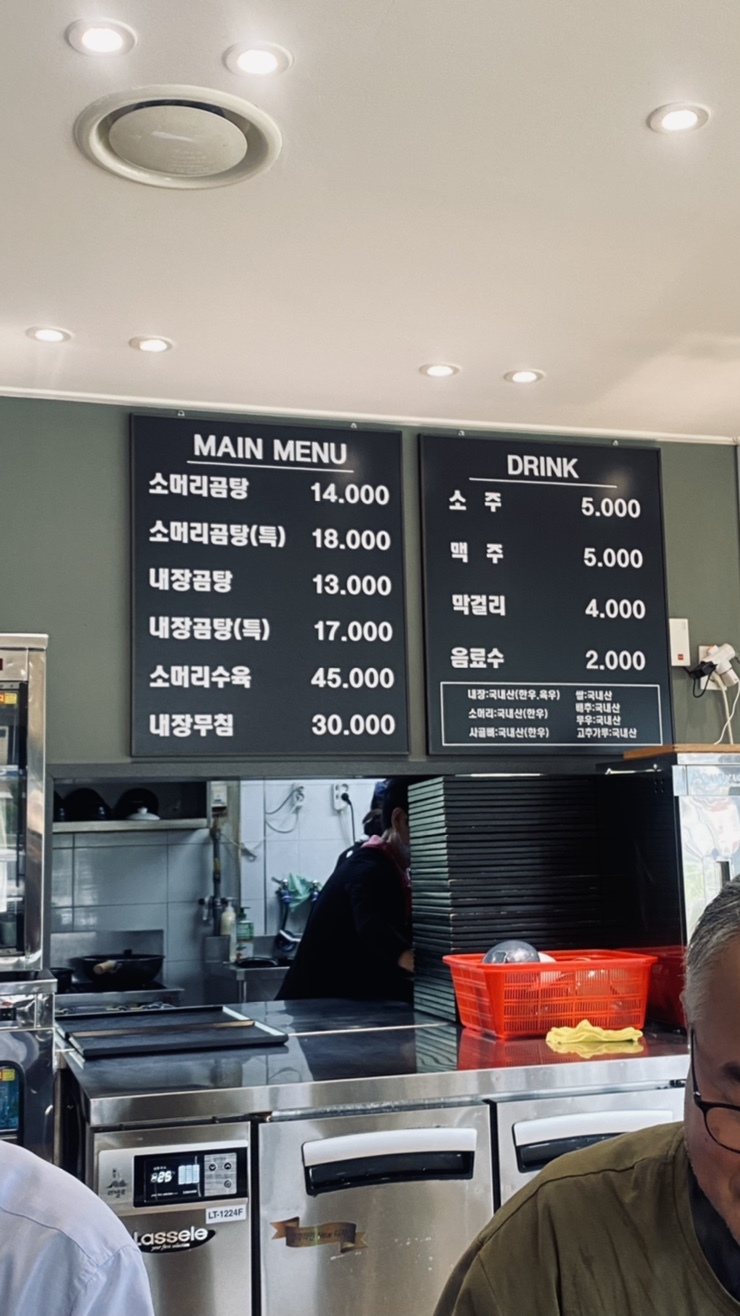 MAIN MENU
소머리곰탕 14.000
소머리곰탕(특) 18.000
내장곰탕 13.000
내장곰탕(특) 17.000
소머리수육 45.000
내장무침 30.000
DRINK
소 주 5.000
맥 주 5.000
막걸리 4.000
음료수 2.000
내장:국내산(한우,육우) 쌀:국내산
배추:국내산
소머리:국내산(한우) 무우:국내산
사골뼈:국내산(한우) 고추가루:국내산
LT-1224F
Lassele